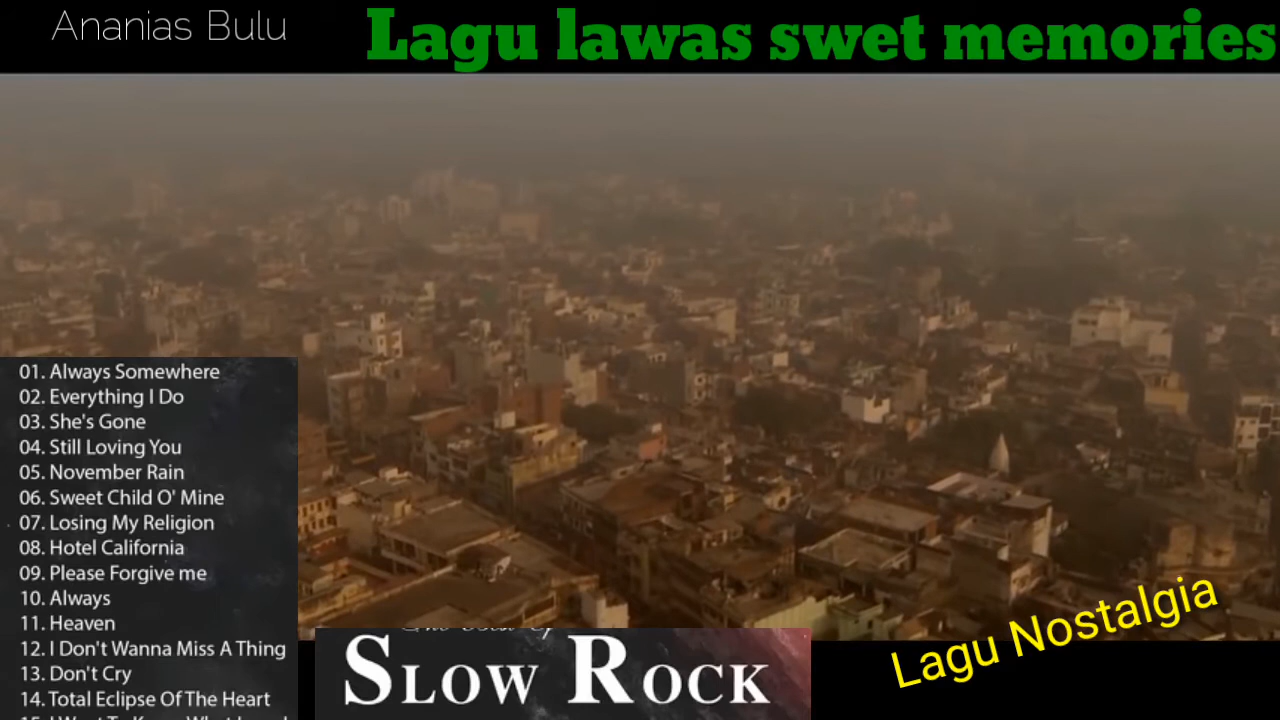 Ananias Bulu
Lagu lawas swet memories
01. Always Somewhere
02. Everything I Do
03. She's Gone
04. Still Loving You
05. November Rain
06. Sweet Child O' Mine
07. Losing My Religion
08. Hotel California
09. Please Forgive me
10. Always
11. Heaven
12. I Don't Wanna Miss A Thing
13. Don't Cry
14. Total Eclipse Of The Heart
SLOW ROCK
Lagu Nostalgia